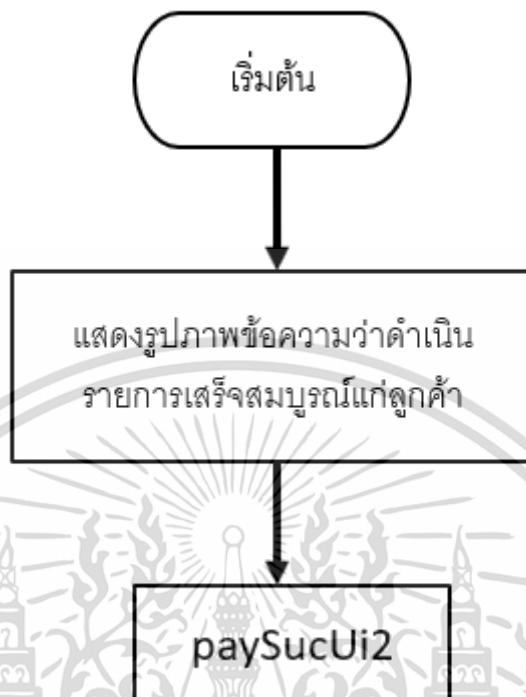 เริ่มต้น
แสดงรูปภาพข้อความว่าดำเนิน
รายการเสร็จสมบูรณ์แก่ลูกค้า
paySucUi2